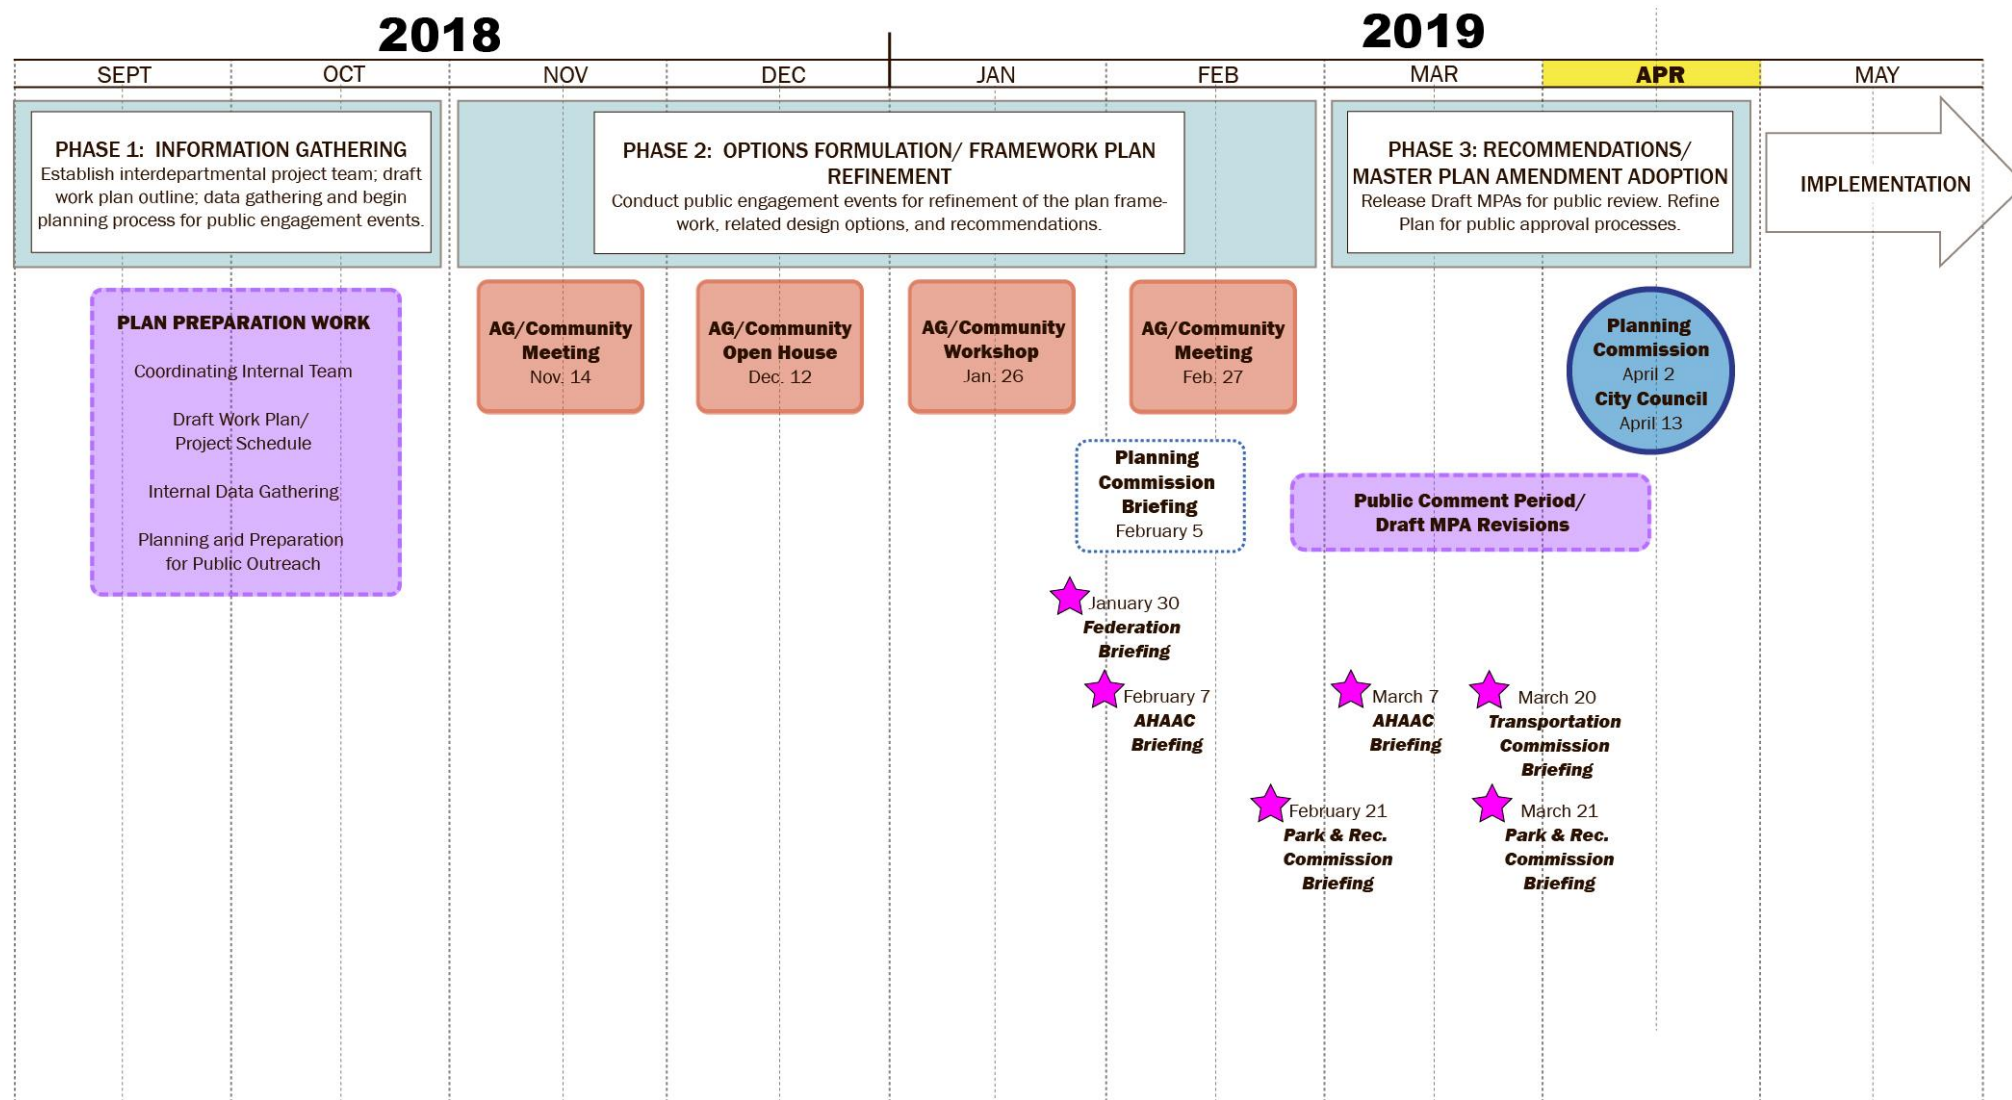 2018
2019
SEPT
OCT
NOV
DEC
JAN
FEB
MAR
APR
MAY
PHASE 1:  INFORMATION GATHERING
Establish interdepartmental project team; draft
work plan outline; data gathering and begin
planning process for public engagement events.
PHASE 2:  OPTIONS FORMULATION/ FRAMEWORK PLAN
REFINEMENT
Conduct public engagement events for refinement of the plan frame-
work, related design options, and recommendations.
PHASE 3: RECOMMENDATIONS/
MASTER PLAN AMENDMENT ADOPTION
Release Draft MPAs for public review. Refine
Plan for public approval processes.
IMPLEMENTATION
PLAN PREPARATION WORK
Coordinating Internal Team
Draft Work Plan/
Project Schedule
Internal Data Gathering
Planning and Preparation
for Public Outreach
AG/Community
Meeting
Nov. 14
AG/Community
Open House
Dec. 12
AG/Community
Workshop
Jan. 26
AG/Community
Meeting
Feb. 27
Planning
Commission
April 2
City Council
April 13
Planning
Commission
Briefing
February 5
Public Comment Period/
Draft MPA Revisions
January 30
Federation
Briefing
February 7
AHAAC
Briefing
March 7
AHAAC
Briefing
March 20
Transportation
Commission
Briefing
February 21
Park & Rec.
Commission
Briefing
March 21
Park & Rec.
Commission
Briefing